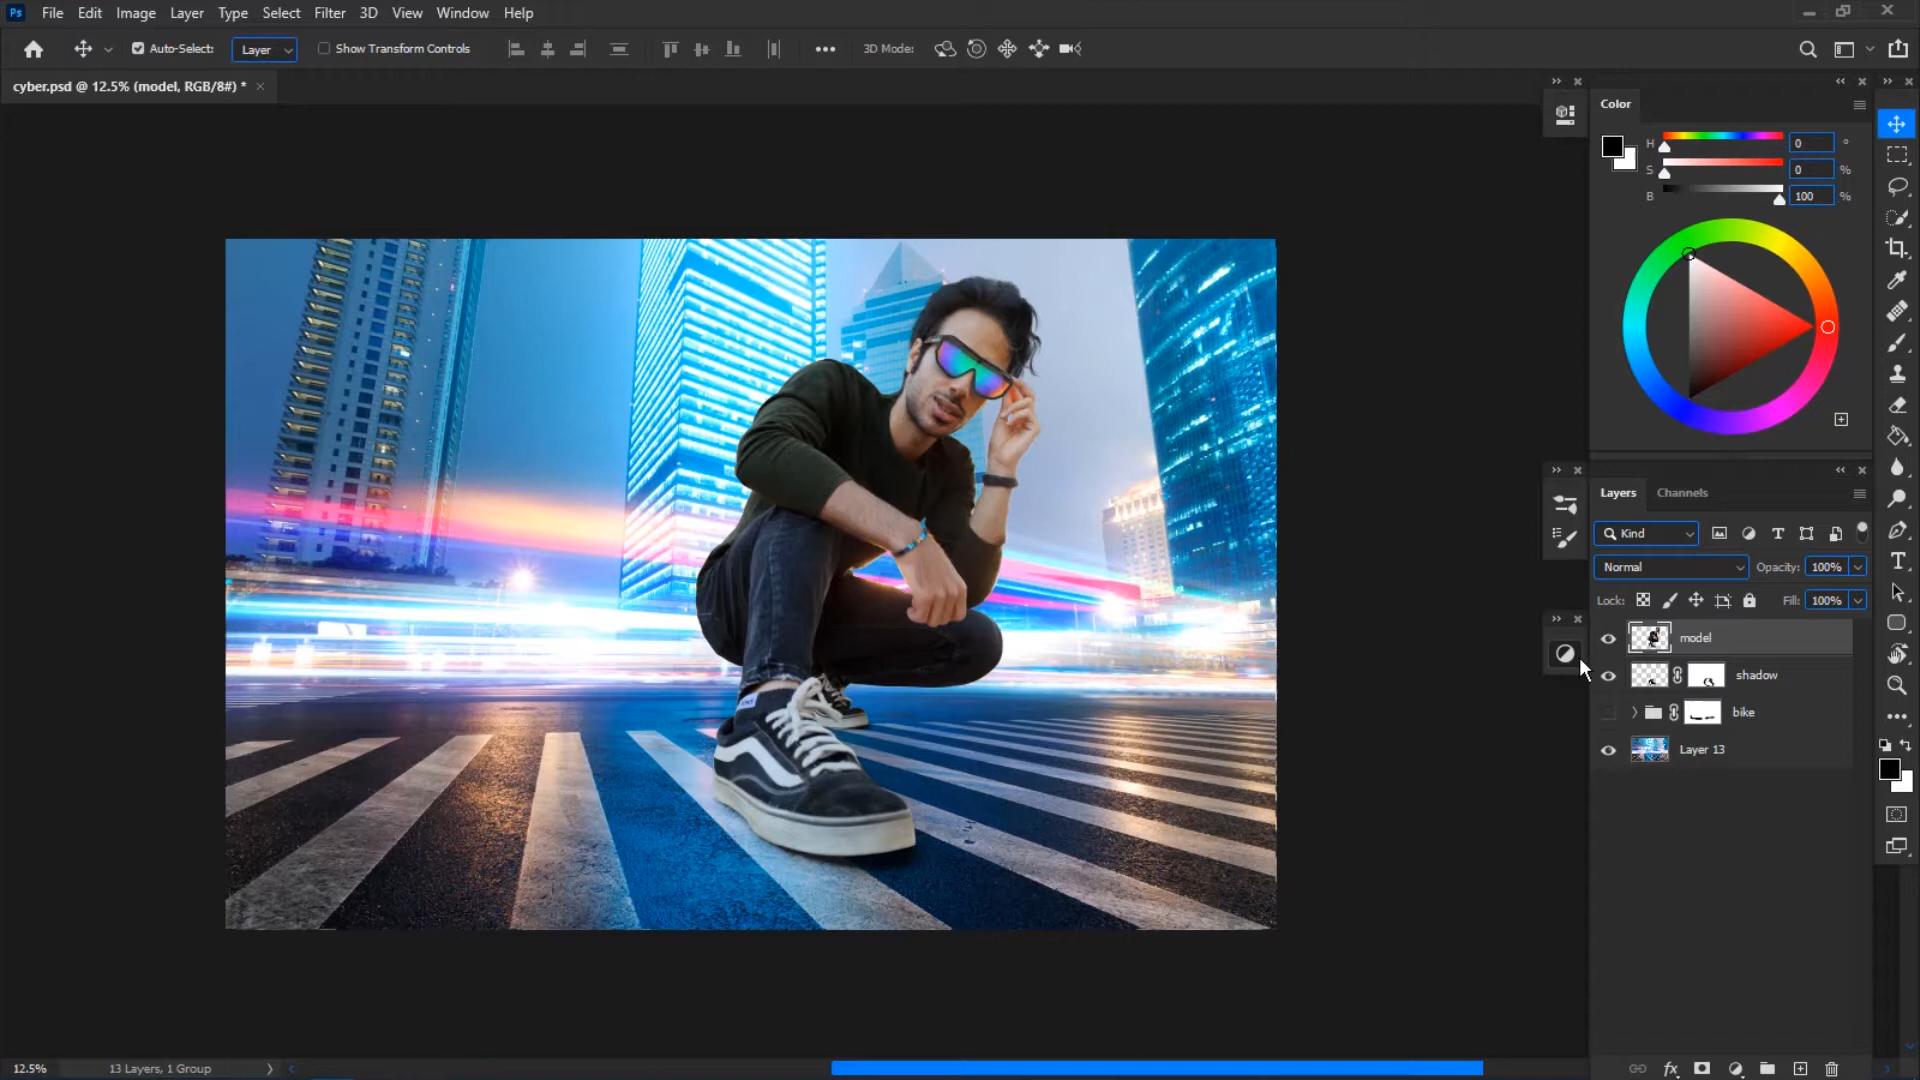 Ps File Edit Image Layer Type Select Filter 3D View Window Help
Auto-Select: Layer Show Transform Controls 3D Mode:
cyber.psd @ 12.5% (model, RGB/8#) *
Color
H 0 °
S 0 %
B 100 %
Layers Channels
Kind
Normal Opacity: 100%
Lock: Fill: 100%
model
shadow
bike
Layer 13
12.5% 13 Layers, 1 Group